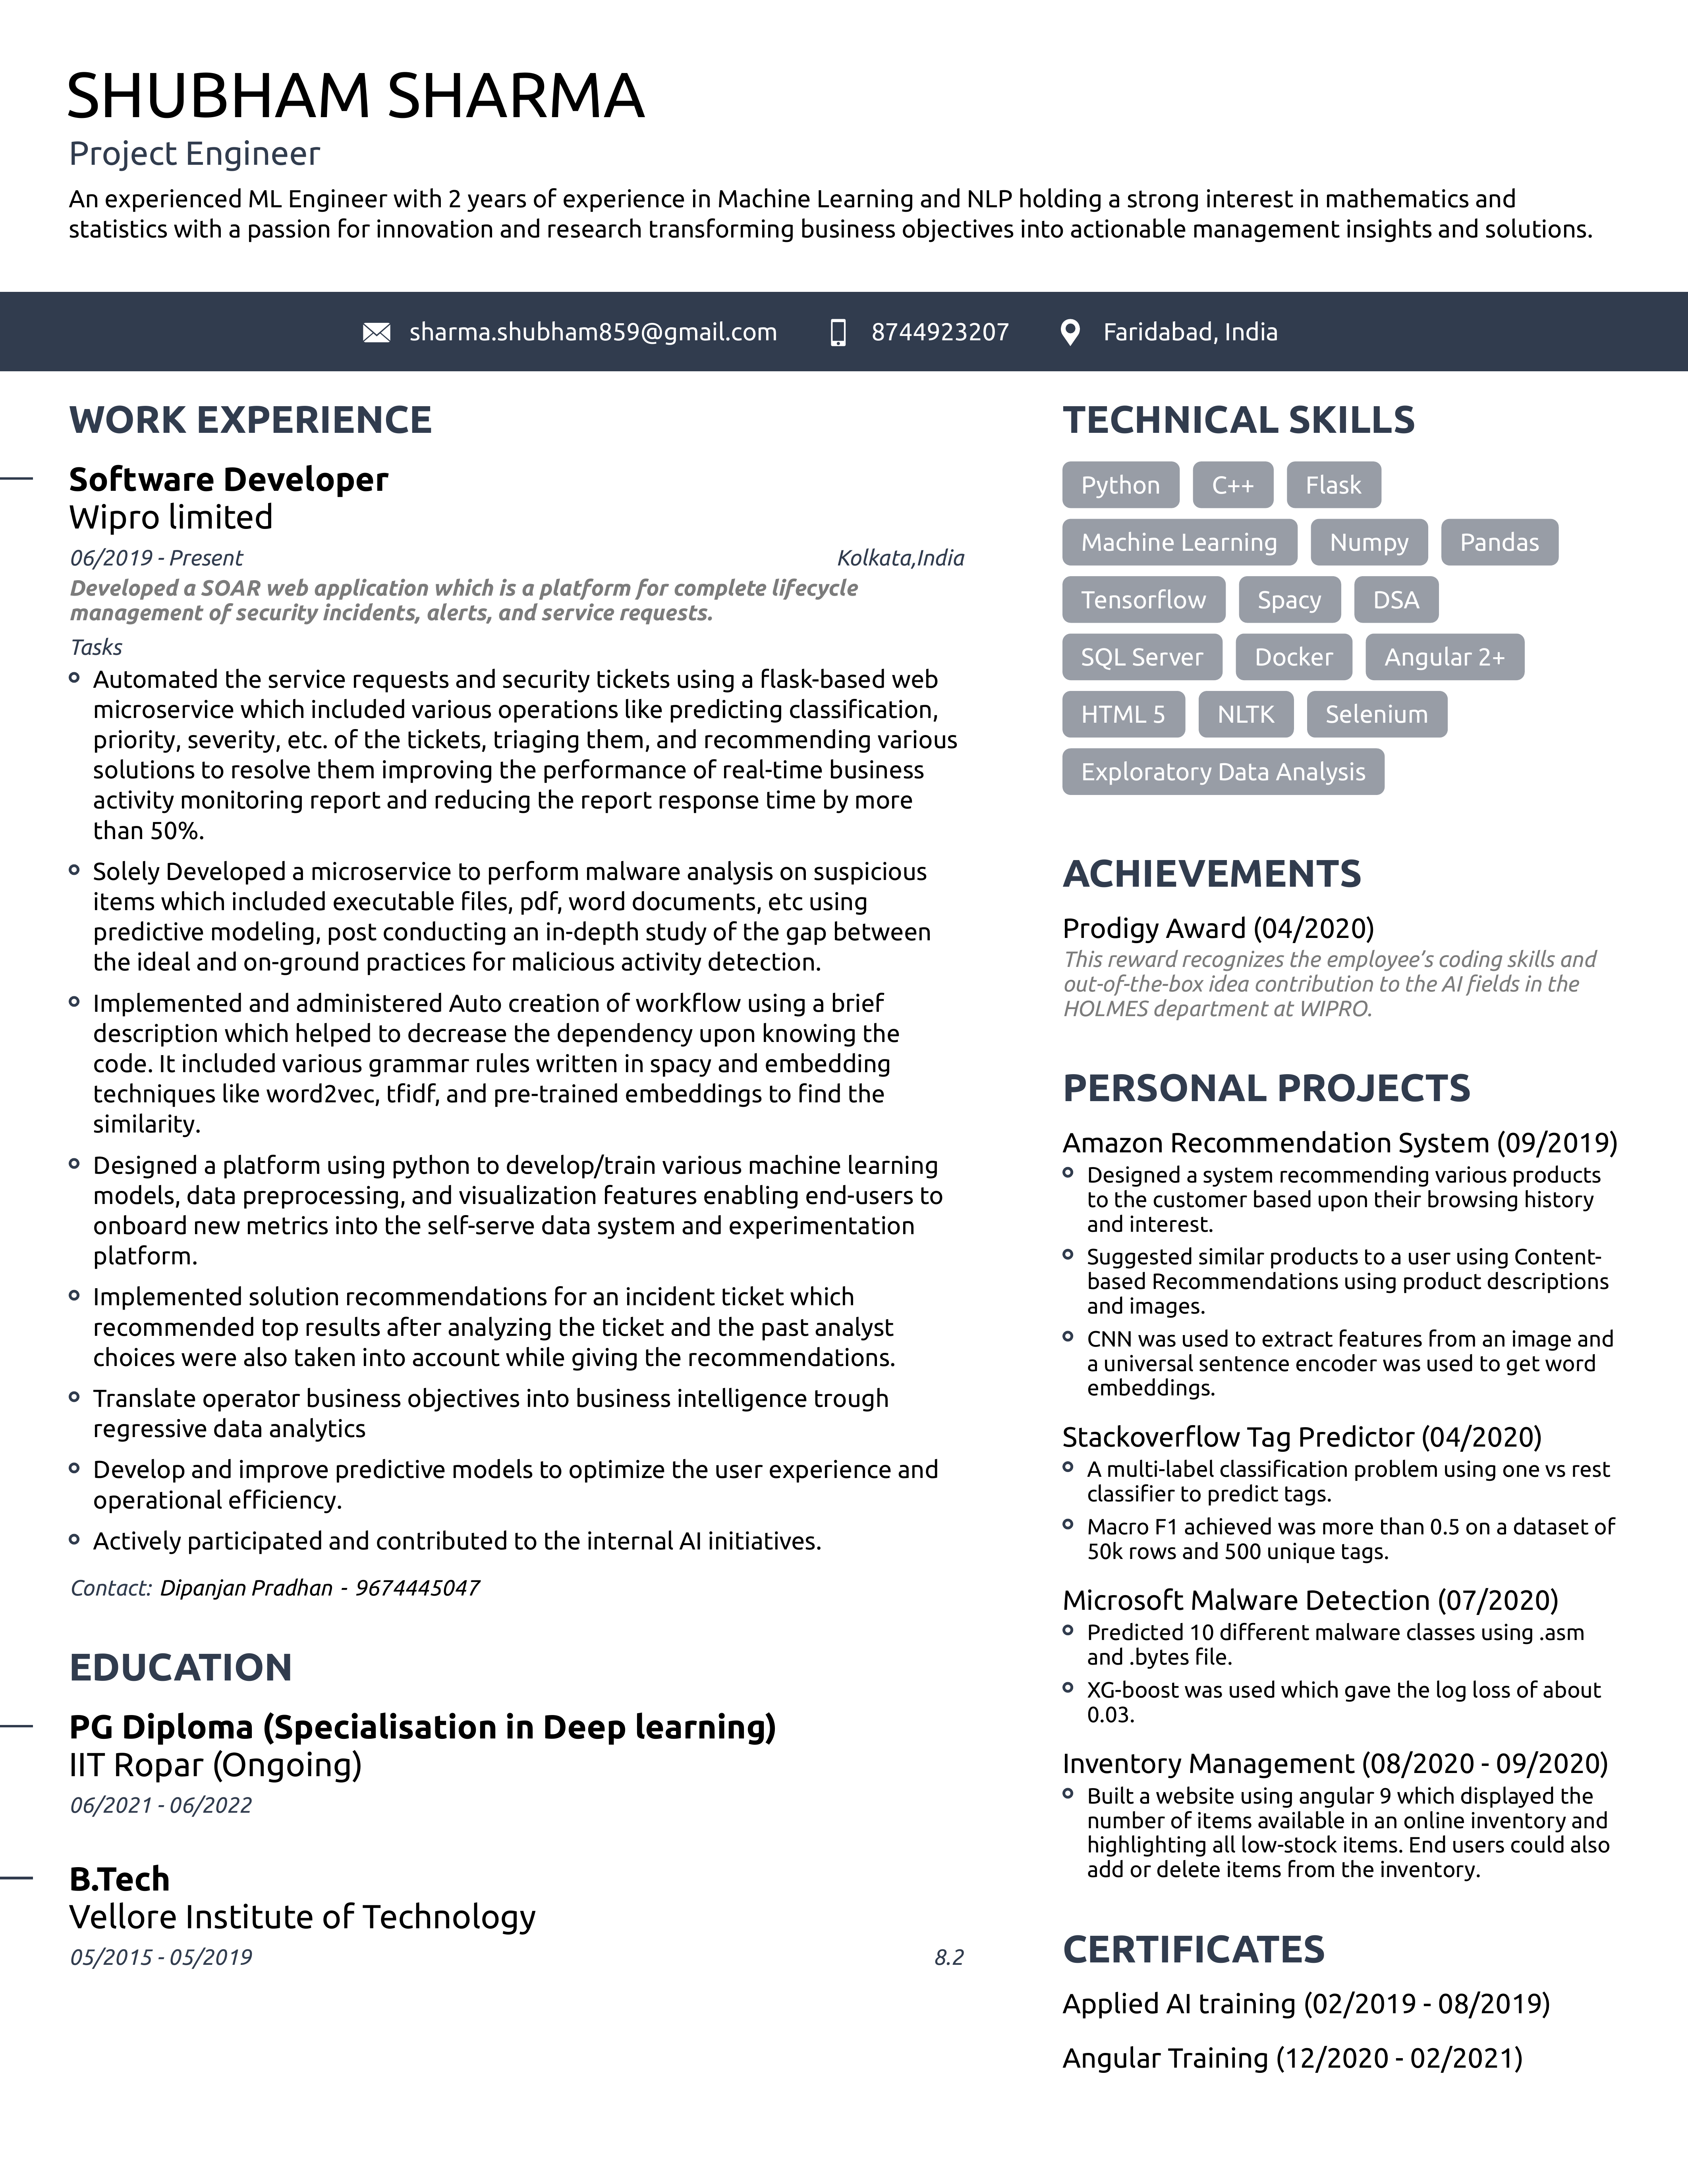 SHUBHAM SHARMA
Project Engineer
An experienced ML Engineer with 2 years of experience in Machine Learning and NLP holding a strong interest in mathematics and
statistics with a passion for innovation and research transforming business objectives into actionable management insights and solutions.
sharma.shubham859@gmail.com 8744923207 Faridabad, India
WORK EXPERIENCE
Software Developer
Wipro limited
06/2019 - Present Kolkata,India
Developed a SOAR web application which is a platform for complete lifecycle
management of security incidents, alerts, and service requests.
Tasks
Automated the service requests and security tickets using a flask-based web
microservice which included various operations like predicting classification,
priority, severity, etc. of the tickets, triaging them, and recommending various
solutions to resolve them improving the performance of real-time business
activity monitoring report and reducing the report response time by more
than 50%.
Solely Developed a microservice to perform malware analysis on suspicious
items which included executable files, pdf, word documents, etc using
predictive modeling, post conducting an in-depth study of the gap between
the ideal and on-ground practices for malicious activity detection.
Implemented and administered Auto creation of workflow using a brief
description which helped to decrease the dependency upon knowing the
code. It included various grammar rules written in spacy and embedding
techniques like word2vec, tfidf, and pre-trained embeddings to find the
similarity.
Designed a platform using python to develop/train various machine learning
models, data preprocessing, and visualization features enabling end-users to
onboard new metrics into the self-serve data system and experimentation
platform.
Implemented solution recommendations for an incident ticket which
recommended top results after analyzing the ticket and the past analyst
choices were also taken into account while giving the recommendations.
Translate operator business objectives into business intelligence trough
regressive data analytics
Develop and improve predictive models to optimize the user experience and
operational efficiency.
Actively participated and contributed to the internal AI initiatives.
Contact: Dipanjan Pradhan - 9674445047
EDUCATION
PG Diploma (Specialisation in Deep learning)
IIT Ropar (Ongoing)
06/2021 - 06/2022
B.Tech
Vellore Institute of Technology
05/2015 - 05/2019 8.2
TECHNICAL SKILLS
Python C++ Flask
Machine Learning Numpy Pandas
Tensorflow Spacy DSA
SQL Server Docker Angular 2+
HTML 5 NLTK Selenium
Exploratory Data Analysis
ACHIEVEMENTS
Prodigy Award (04/2020)
This reward recognizes the employee’s coding skills and
out-of-the-box idea contribution to the AI fields in the
HOLMES department at WIPRO.
PERSONAL PROJECTS
Amazon Recommendation System (09/2019)
Designed a system recommending various products
to the customer based upon their browsing history
and interest.
Suggested similar products to a user using Content-
based Recommendations using product descriptions
and images.
CNN was used to extract features from an image and
a universal sentence encoder was used to get word
embeddings.
Stackoverflow Tag Predictor (04/2020)
A multi-label classification problem using one vs rest
classifier to predict tags.
Macro F1 achieved was more than 0.5 on a dataset of
50k rows and 500 unique tags.
Microsoft Malware Detection (07/2020)
Predicted 10 different malware classes using .asm
and .bytes file.
XG-boost was used which gave the log loss of about
0.03.
Inventory Management (08/2020 - 09/2020)
Built a website using angular 9 which displayed the
number of items available in an online inventory and
highlighting all low-stock items. End users could also
add or delete items from the inventory.
CERTIFICATES
Applied AI training (02/2019 - 08/2019)
Angular Training (12/2020 - 02/2021)